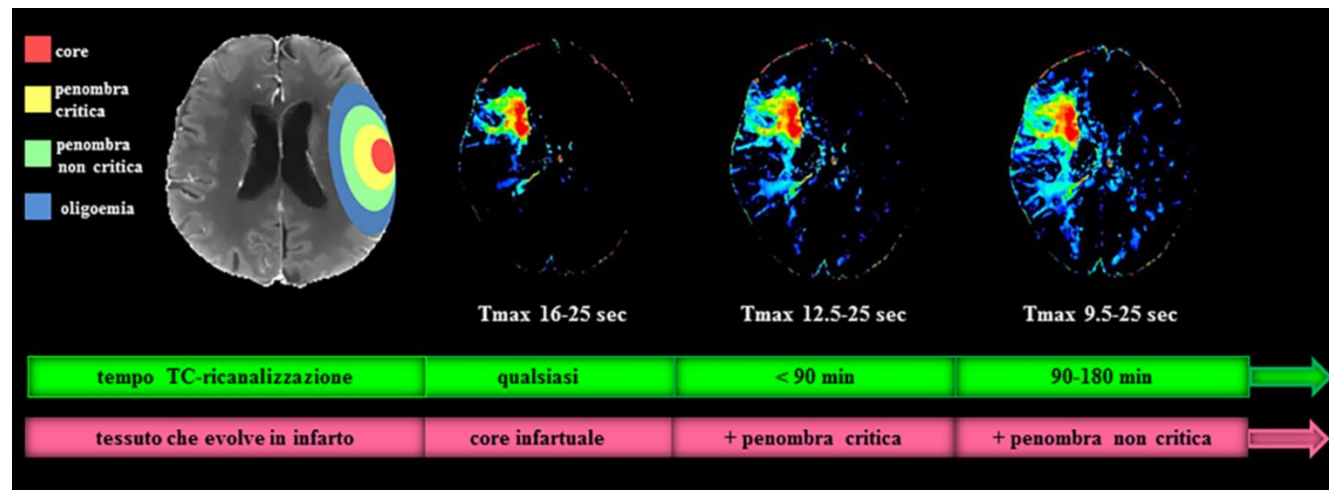 core
penombra
critica
penombra
non critica
oligoemia
Tmax 16-25 sec
Tmax 12.5-25 sec
Tmax 9.5-25 sec
tempo TC-ricanalizzazione
qualsiasi
< 90 min
90-180 min
tessuto che evolve in infarto
core infartuale
+ penombra critica
+ penombra non critica